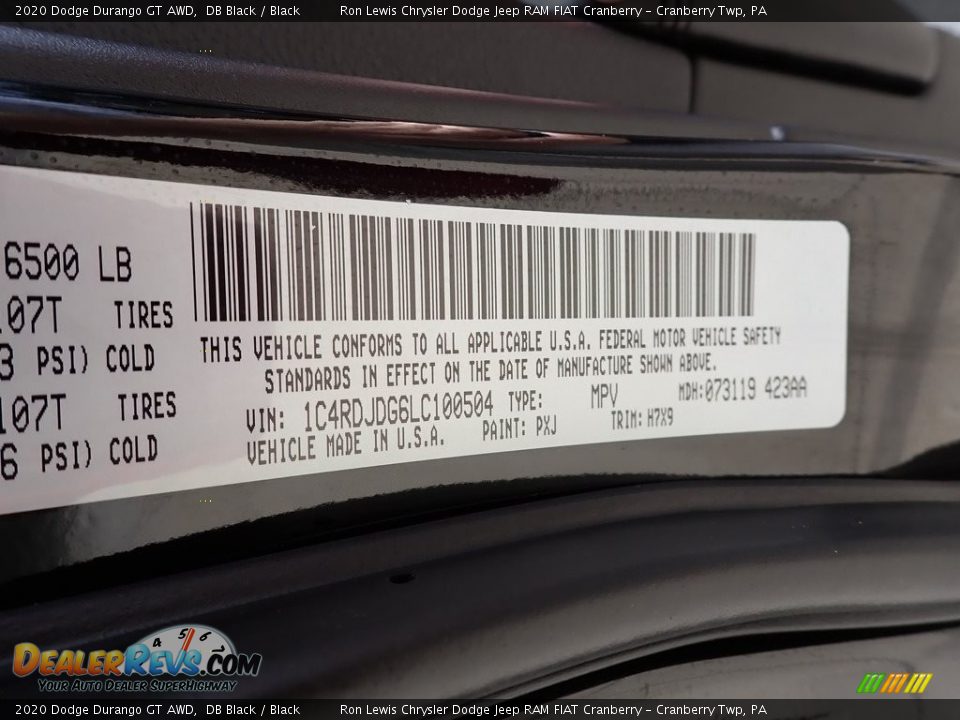 2020 Dodge Durango GT AWD, DB Black / Black Ron Lewis Chrysler Dodge Jeep RAM FIAT Cranberry - Cranberry Twp, PA
6500 LB
107T TIRES
3 PSI) COLD
107T TIRES
6 PSI) COLD
THIS VEHICLE CONFORMS TO ALL APPLICABLE U.S.A. FEDERAL MOTOR VEHICLE SAFETY
STANDARDS IN EFFECT ON THE DATE OF MANUFACTURE SHOWN ABOVE.
VIN: 1C4RDJDG6LC100504 TYPE: MPV MDH:073119 423AA
VEHICLE MADE IN U.S.A. PAINT: PXJ TRIM: H7X9
4 5 6
DEALERREVS.COM
YOUR AUTO DEALER SUPERHIGHWAY
2020 Dodge Durango GT AWD, DB Black / Black Ron Lewis Chrysler Dodge Jeep RAM FIAT Cranberry - Cranberry Twp, PA